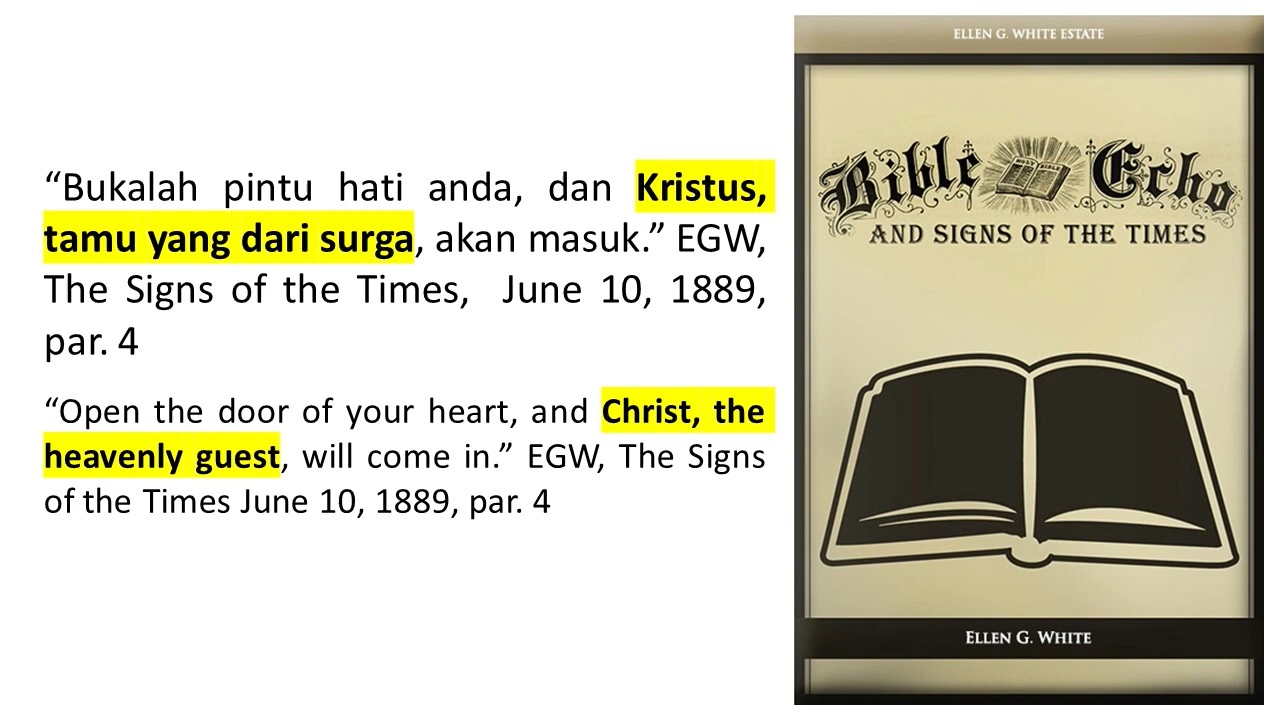 “Bukalah pintu hati anda, dan Kristus,
tamu yang dari surga, akan masuk.” EGW,
The Signs of the Times, June 10, 1889,
par. 4
“Open the door of your heart, and Christ, the
heavenly guest, will come in.” EGW, The Signs
of the Times June 10, 1889, par. 4
ELLEN G. WHITE ESTATE
Bible Echo
HOLY BIBLE
AND SIGNS OF THE TIMES
ELLEN G. WHITE